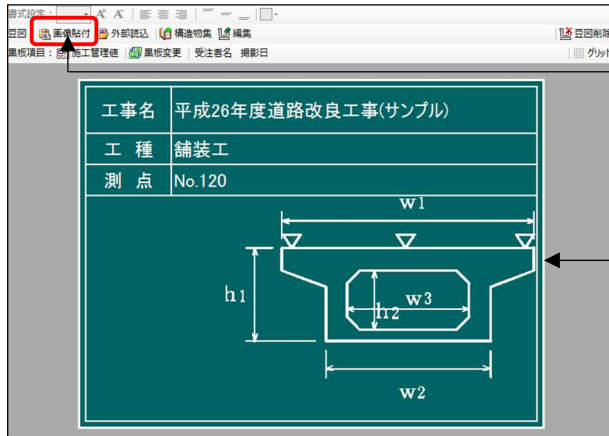 書式設定：
豆図 画像貼付 外部読込 構造物集 編集 豆図削除
黒板項目： 施工管理値 黒板変更 受注者名 撮影日 グリッド
工事名 平成26年度道路改良工事(サンプル)
工 種 舗装工
測 点 No.120
w1
h1
w3
h2
w2